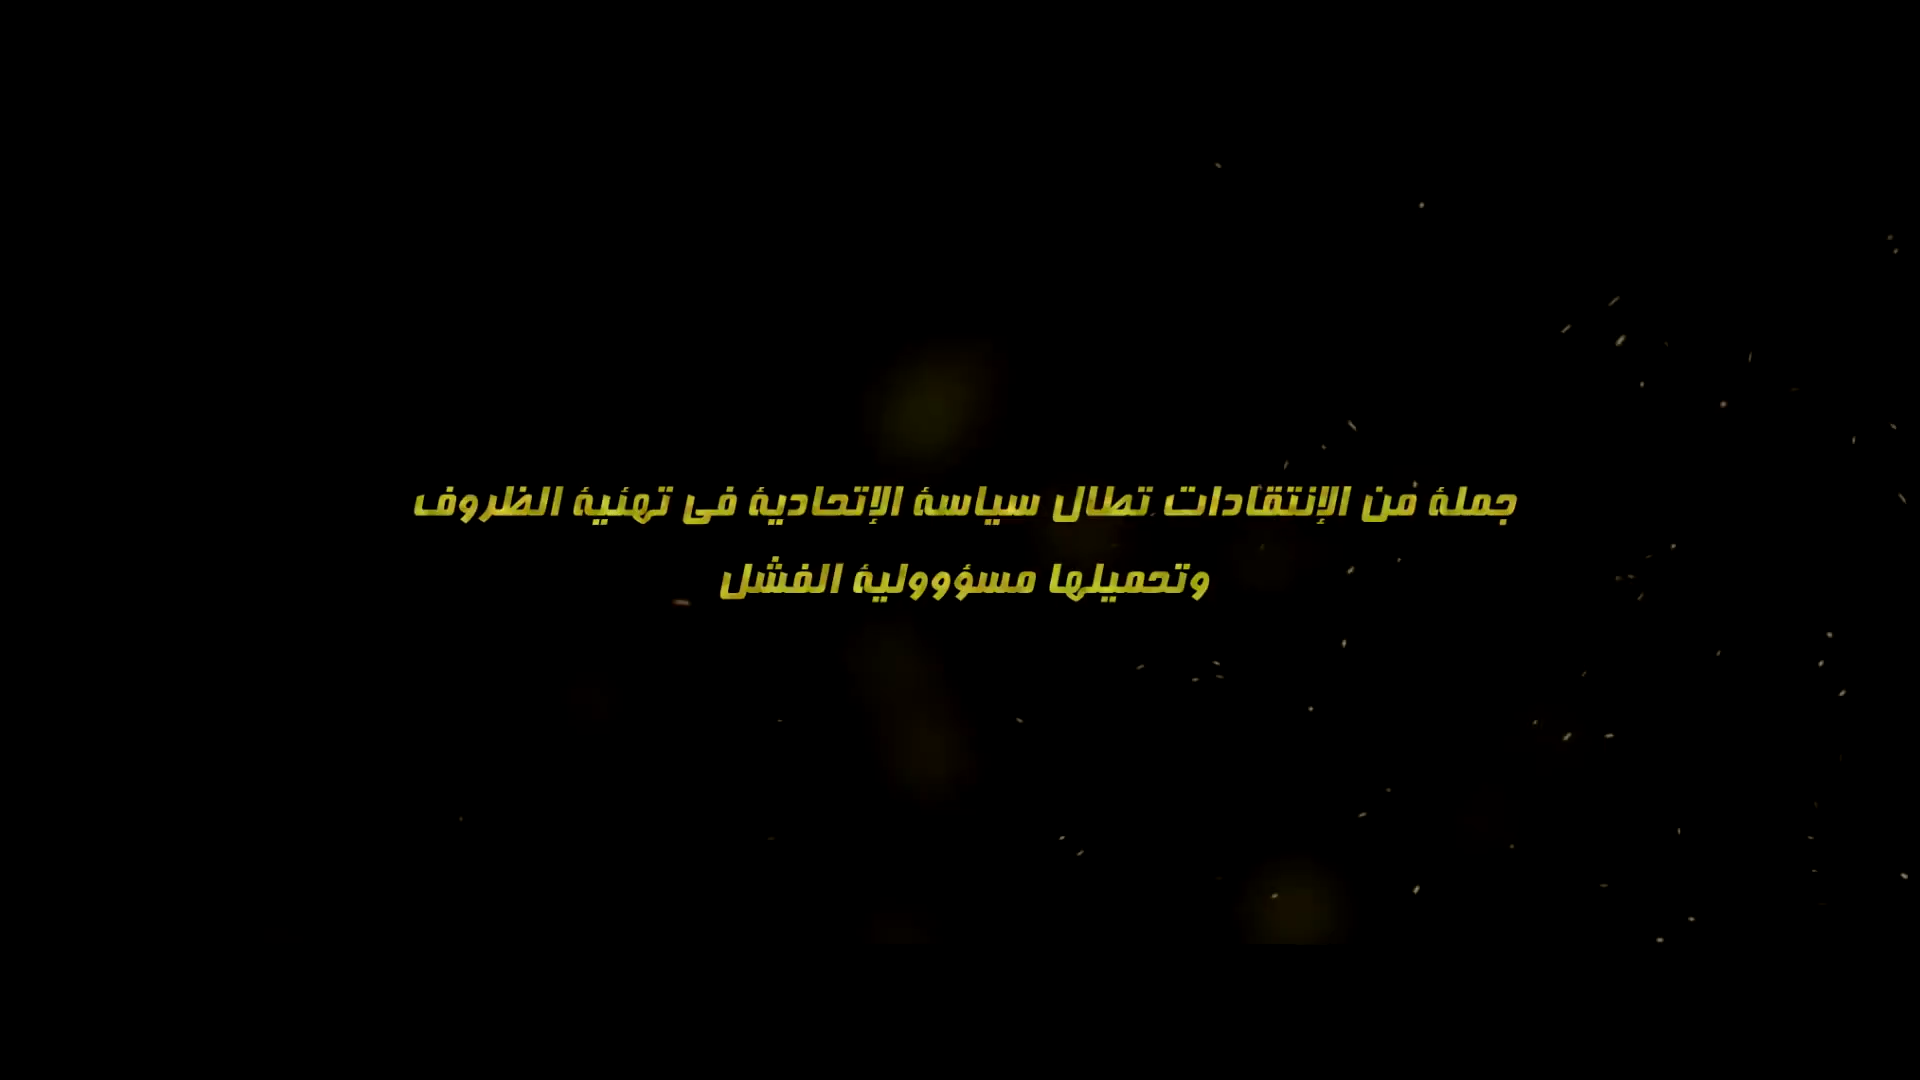 جملة من الإنتقادات تطال سياسة الإتحادية فى تهئية الظروف
وتحميلها مسؤوولية الفشل